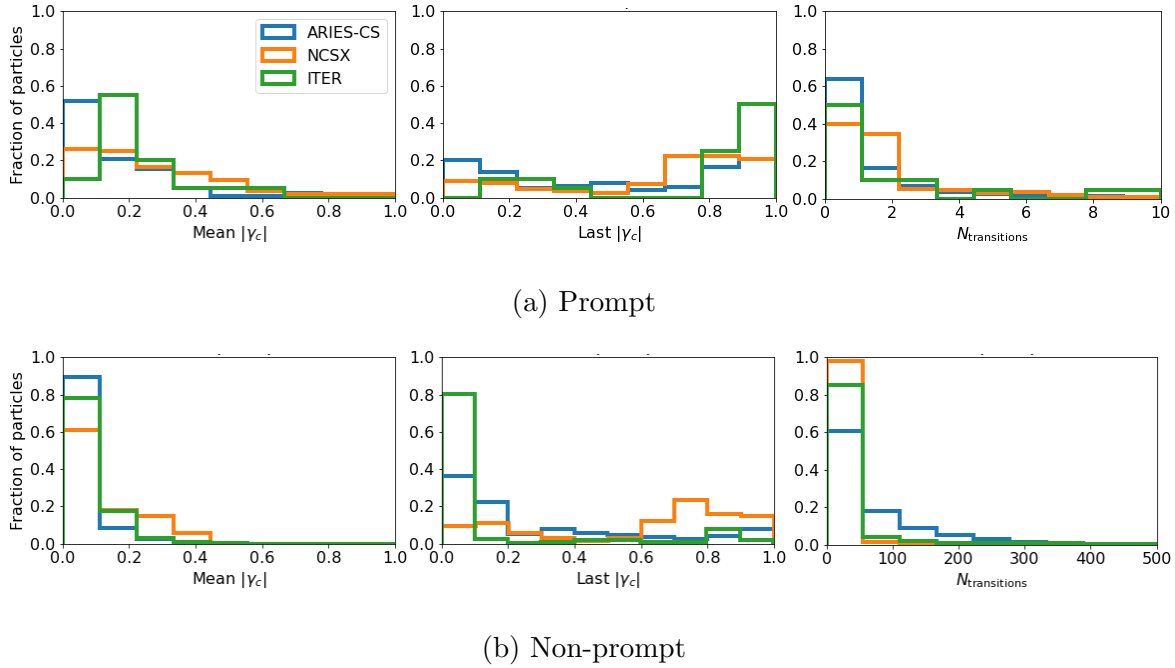 Fraction of particles
1.0
0.8
0.6
0.4
0.2
0.0
0.0 0.2 0.4 0.6 0.8 1.0
Mean |γc|
ARIES-CS
NCSX
ITER
1.0
0.8
0.6
0.4
0.2
0.0
0.0 0.2 0.4 0.6 0.8 1.0
Last |γc|
1.0
0.8
0.6
0.4
0.2
0.0
0 2 4 6 8 10
Ntransitions
(a) Prompt
Fraction of particles
1.0
0.8
0.6
0.4
0.2
0.0
0.0 0.2 0.4 0.6 0.8 1.0
Mean |γc|
1.0
0.8
0.6
0.4
0.2
0.0
0.0 0.2 0.4 0.6 0.8 1.0
Last |γc|
1.0
0.8
0.6
0.4
0.2
0.0
0 100 200 300 400 500
Ntransitions
(b) Non-prompt